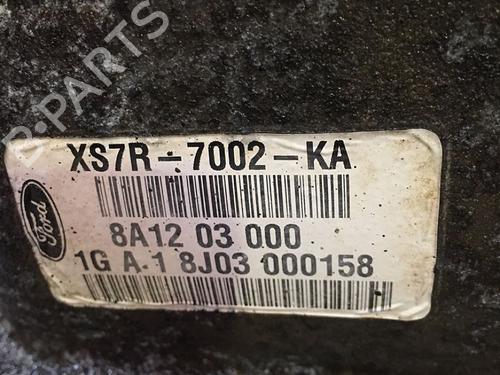 B-PARTS
XS7R-7002-KA
Ford
8A12 03 000
1G A-1 8J03 000158